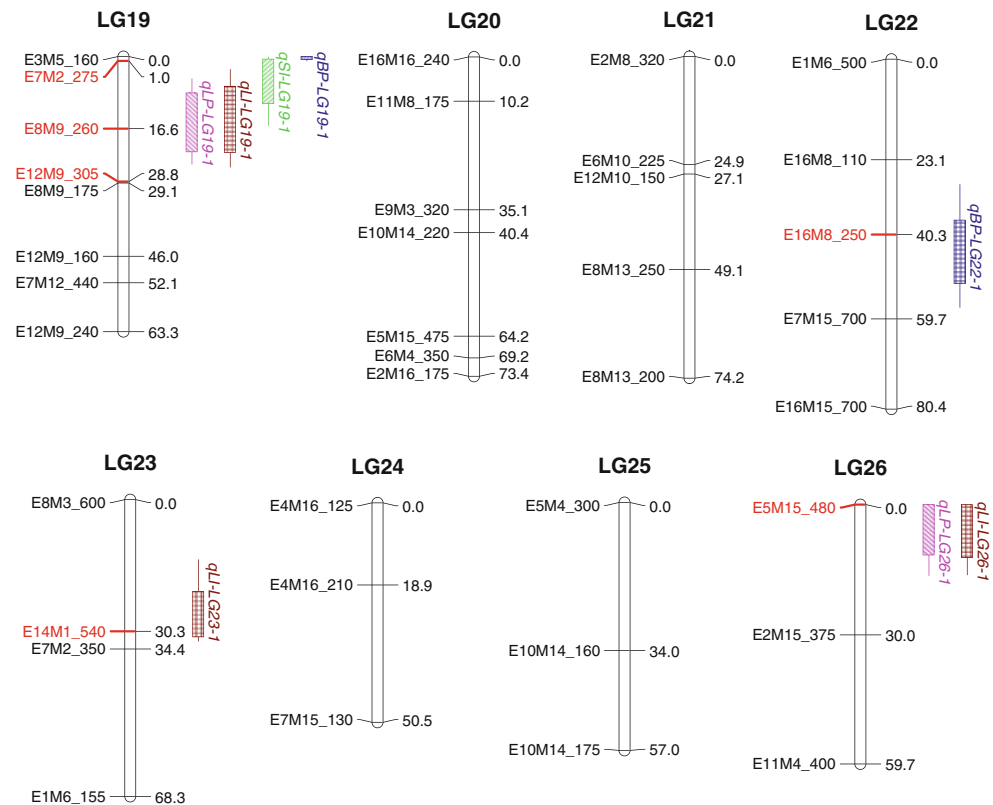 LG19
E3M5_160 0.0
E7M2_275 1.0
E8M9_260 16.6
E12M9_305 28.8
E8M9_175 29.1
E12M9_160 46.0
E7M12_440 52.1
E12M9_240 63.3
qLP-LG19-1
qLI-LG19-1
qSI-LG19-1
qBP-LG19-1
LG20
E16M16_240 0.0
E11M8_175 10.2
E9M3_320 35.1
E10M14_220 40.4
E5M15_475 64.2
E6M4_350 69.2
E2M16_175 73.4
LG21
E2M8_320 0.0
E6M10_225 24.9
E12M10_150 27.1
E8M13_250 49.1
E8M13_200 74.2
LG22
E1M6_500 0.0
E16M8_110 23.1
E16M8_250 40.3
E7M15_700 59.7
E16M15_700 80.4
qBP-LG22-1
LG23
E8M3_600 0.0
E14M1_540 30.3
E7M2_350 34.4
E1M6_155 68.3
qLI-LG23-1
LG24
E4M16_125 0.0
E4M16_210 18.9
E7M15_130 50.5
LG25
E5M4_300 0.0
E10M14_160 34.0
E10M14_175 57.0
LG26
E5M15_480 0.0
E2M15_375 30.0
E11M4_400 59.7
qLP-LG26-1
qLI-LG26-1